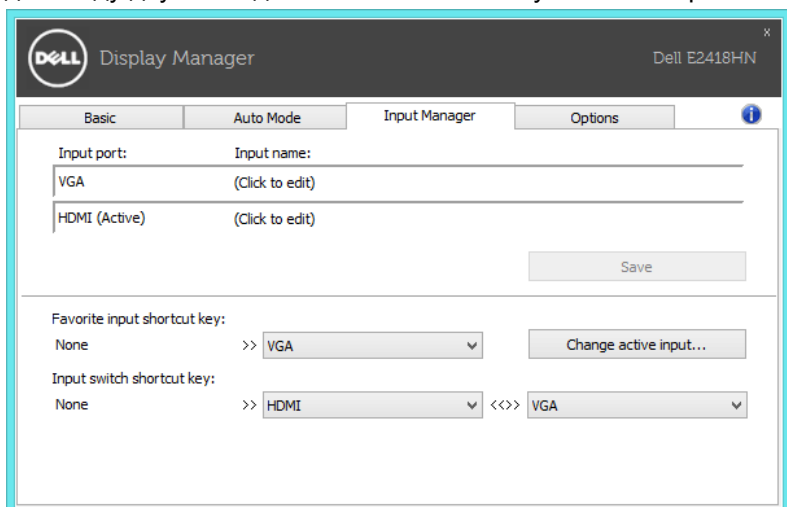 DELL Display Manager Dell E2418HN x
Basic Auto Mode Input Manager Options i
Input port: Input name:
VGA (Click to edit)
HDMI (Active) (Click to edit)
Save
Favorite input shortcut key:
None >> VGA Change active input...
Input switch shortcut key:
None >> HDMI <<>> VGA